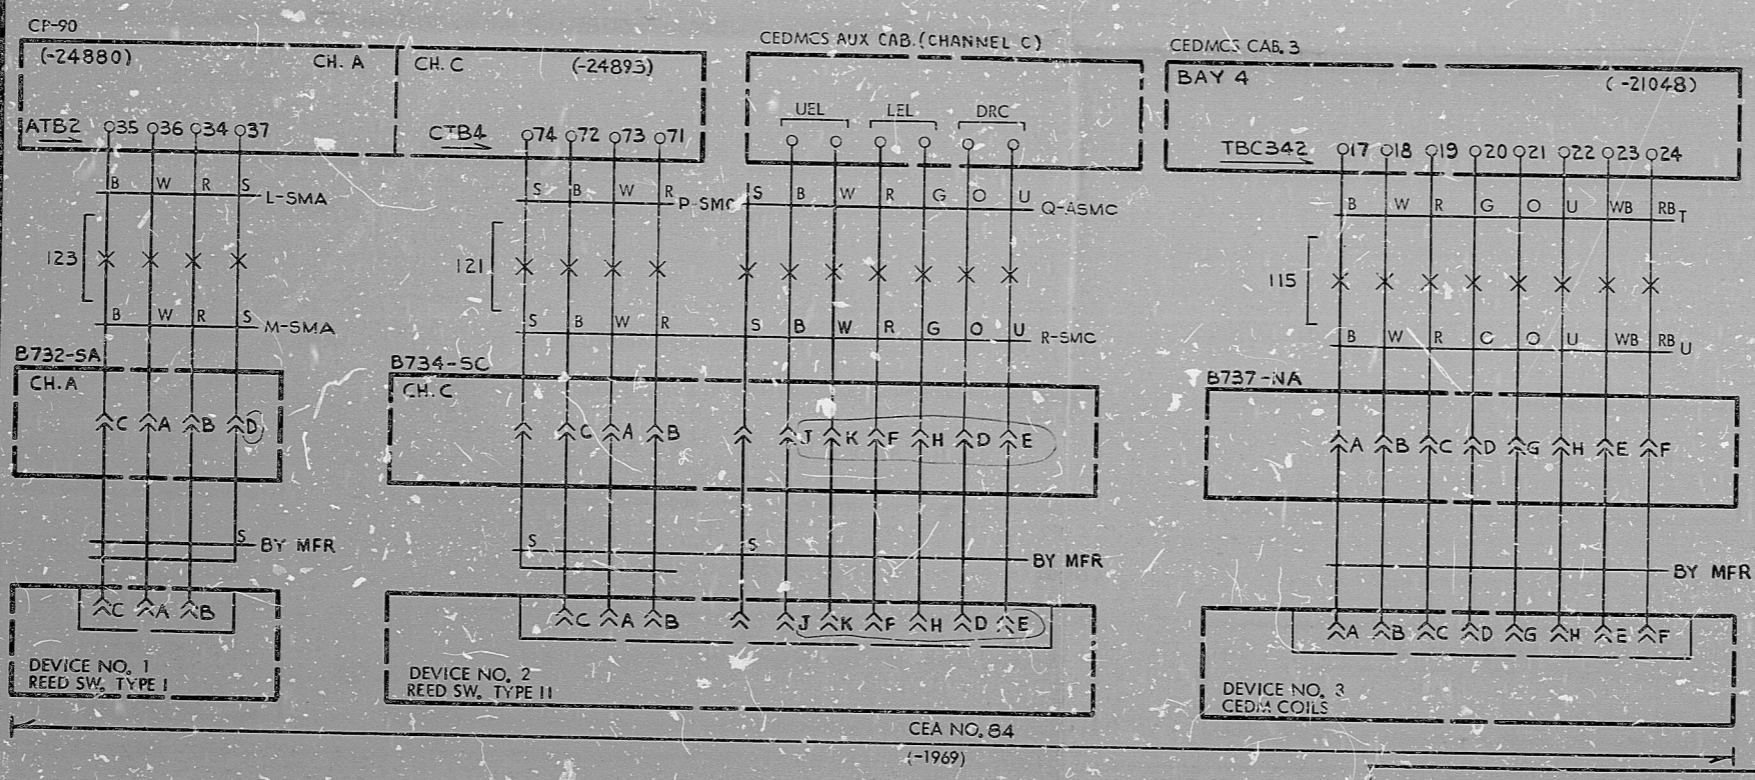 CP-90
(-24880) CH. A
CH. C (-24893)
ATB2 35 36 34 37
CTB4 74 72 73 71
B W R S
L-SMA
S B W R
P-SMC
123
121
B W R S
M-SMA
S B W R
B732-SA
CH. A
C A B D
S
BY MFR
C A B
DEVICE NO. 1
REED SW. TYPE I
CEDMCS AUX CAB. (CHANNEL C)
UEL LEL DRC
S B W R G O U
Q-ASMC
S B W R G O U
R-SMC
B734-SC
CH. C
C A B J K F H D E
S S
BY MFR
C A B J K F H D E
DEVICE NO. 2
REED SW. TYPE II
CEDMCS CAB. 3
BAY 4 (-21048)
TBC342 17 18 19 20 21 22 23 24
B W R G O U WB RB T
115
B W R O U WB RB U
B737-NA
A B C D G H E F
BY MFR
A B C D G H E F
DEVICE NO. 3
CEDM COILS
CEA NO. 84
(-1969)